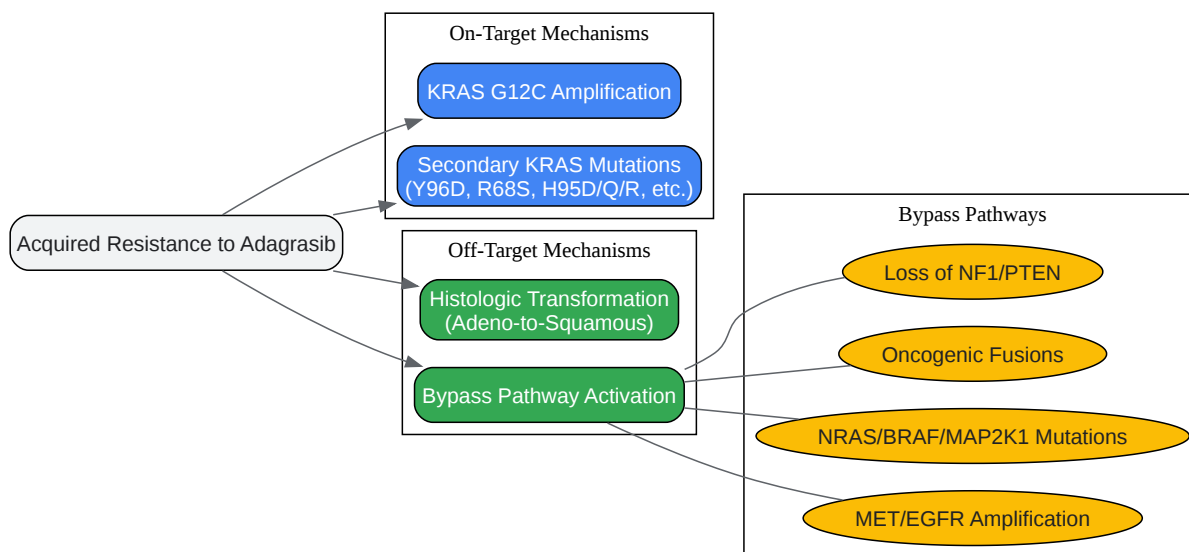 On-Target Mechanisms
KRAS G12C Amplification
Secondary KRAS Mutations
(Y96D, R68S, H95D/Q/R, etc.)
Acquired Resistance to Adagrasib
Off-Target Mechanisms
Histologic Transformation
(Adeno-to-Squamous)
Bypass Pathway Activation
Bypass Pathways
Loss of NF1/PTEN
Oncogenic Fusions
NRAS/BRAF/MAP2K1 Mutations
MET/EGFR Amplification